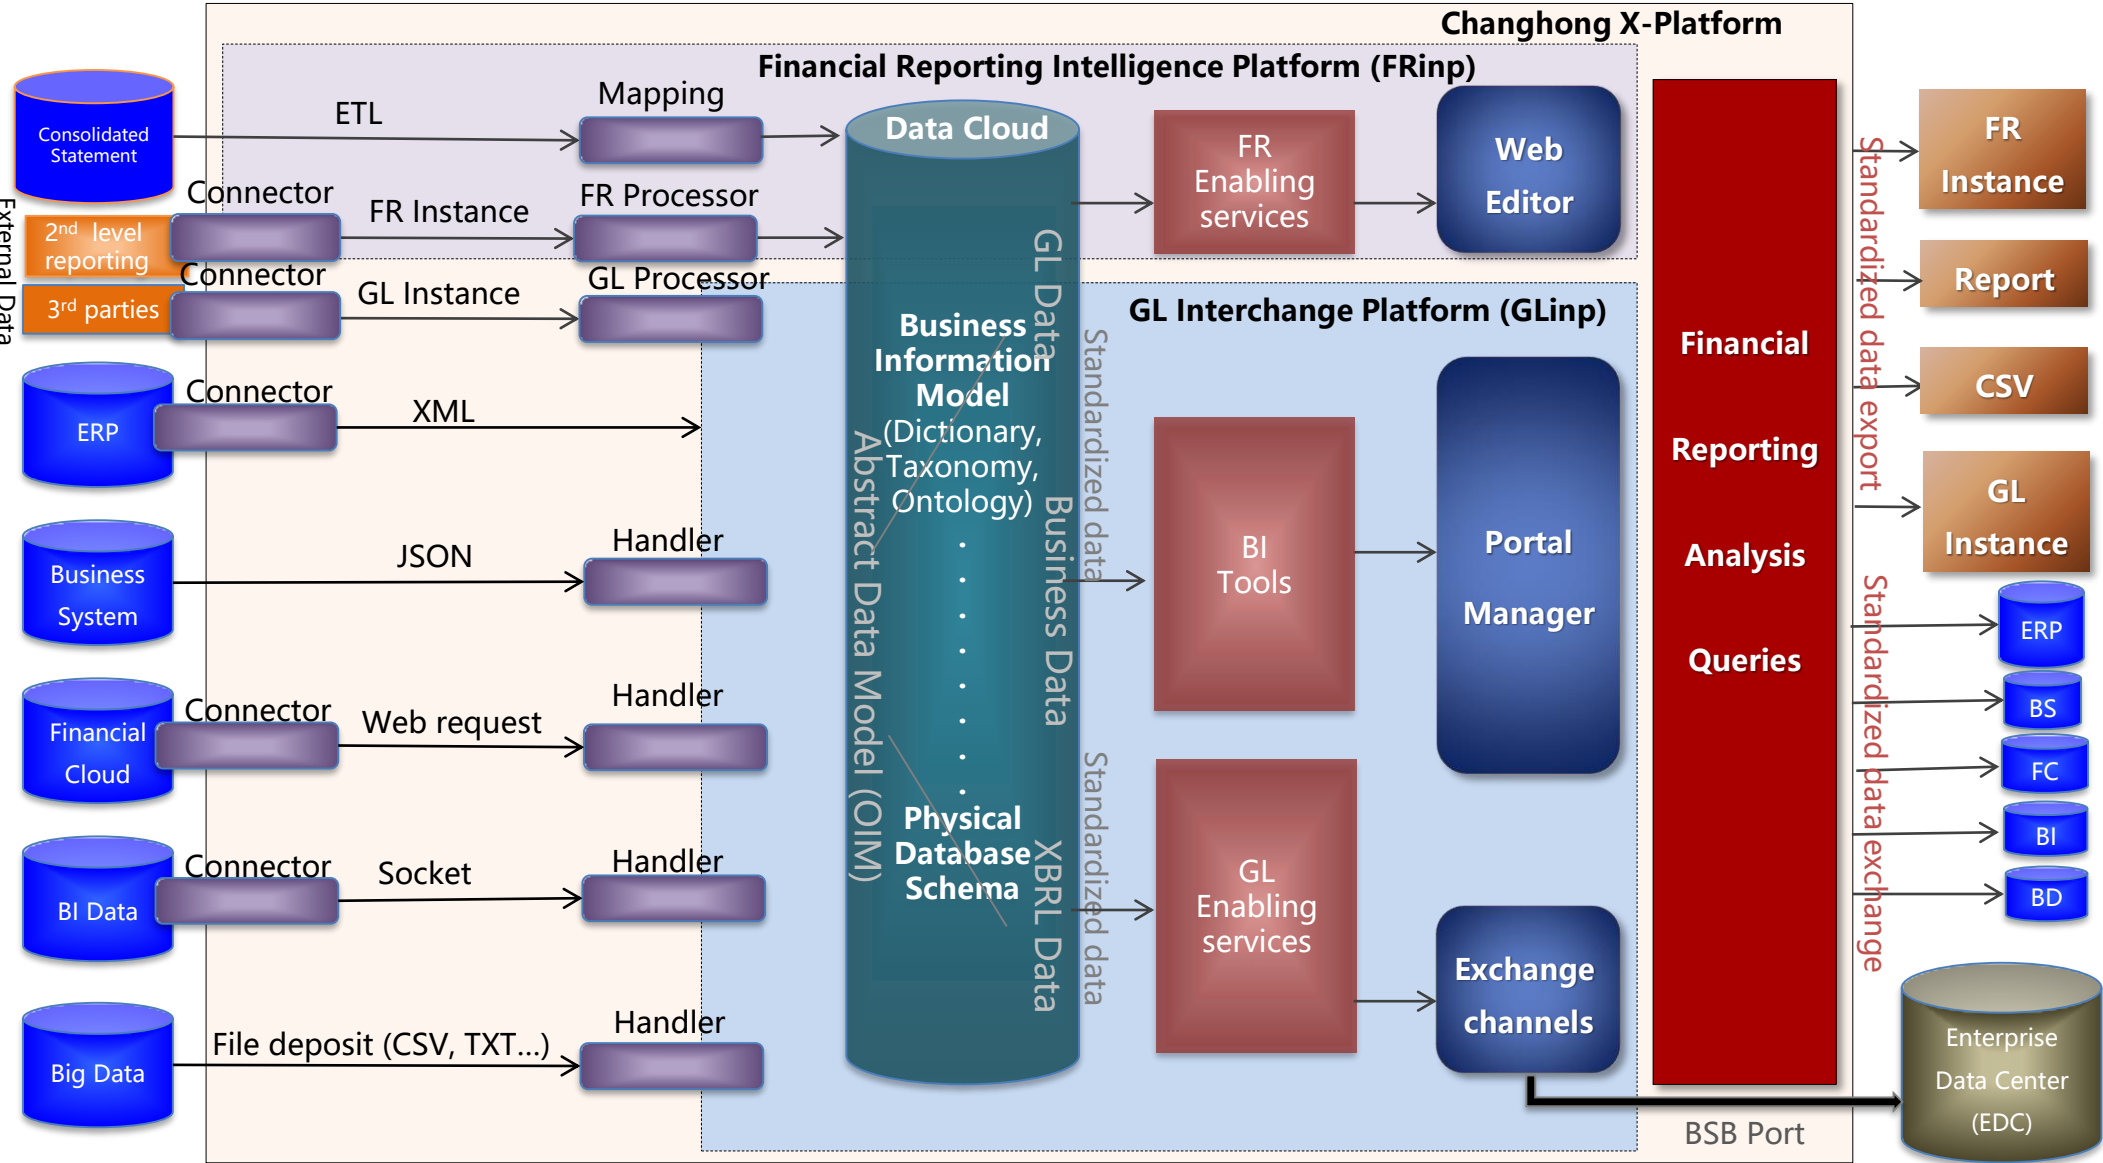 Changhong X-Platform
Financial Reporting Intelligence Platform (FRinp)
Consolidated
Statement
ETL
Mapping
Data Cloud
FR
Enabling
services
Web
Editor
External Data
2nd level
reporting
Connector
FR Instance
FR Processor
3rd parties
Connector
GL Instance
GL Processor
GL Interchange Platform (GLinp)
ERP
Connector
XML
Business
System
JSON
Handler
Financial
Cloud
Connector
Web request
Handler
BI Data
Connector
Socket
Handler
Big Data
File deposit (CSV, TXT...)
Handler
Business
Information
Model
(Dictionary,
Taxonomy,
Ontology)
Physical
Database
Schema
Abstract Data Model (OIM)
GL Data
Business Data
XBRL Data
Standardized data
Standardized data
BI
Tools
Portal
Manager
GL
Enabling
services
Exchange
channels
Financial
Reporting
Analysis
Queries
BSB Port
Standardized data export
FR
Instance
Report
CSV
GL
Instance
Standardized data exchange
ERP
BS
FC
BI
BD
Enterprise
Data Center
(EDC)